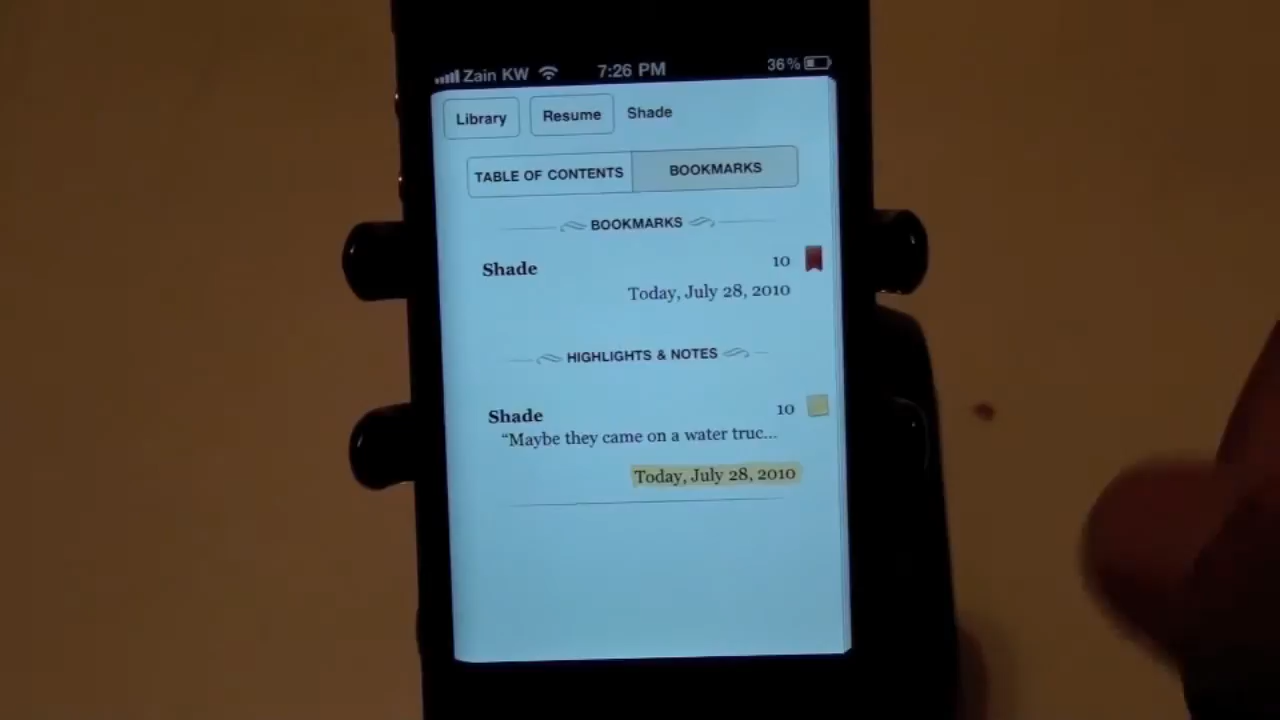 Zain KW 7:26 PM 36%
Library Resume Shade
TABLE OF CONTENTS BOOKMARKS
BOOKMARKS
Shade 10
Today, July 28, 2010
HIGHLIGHTS & NOTES
Shade 10
“Maybe they came on a water truc...
Today, July 28, 2010